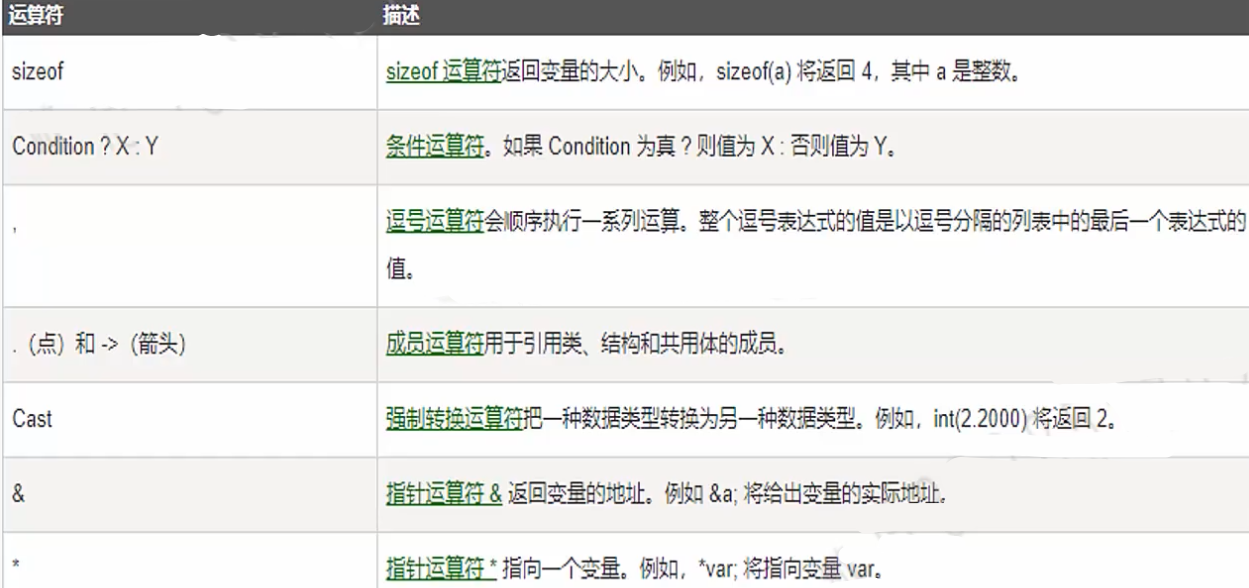 运算符 描述
sizeof sizeof 运算符返回变量的大小。例如，sizeof(a) 将返回 4，其中 a 是整数。
Condition ? X : Y 条件运算符。如果 Condition 为真 ? 则值为 X : 否则值为 Y。
, 逗号运算符会顺序执行一系列运算。整个逗号表达式的值是以逗号分隔的列表中的最后一个表达式的
值。
.（点）和 ->（箭头） 成员运算符用于引用类、结构和共用体的成员。
Cast 强制转换运算符把一种数据类型转换为另一种数据类型。例如，int(2.2000) 将返回 2。
& 指针运算符 & 返回变量的地址。例如 &a; 将给出变量的实际地址。
* 指针运算符 * 指向一个变量。例如，*var; 将指向变量 var。